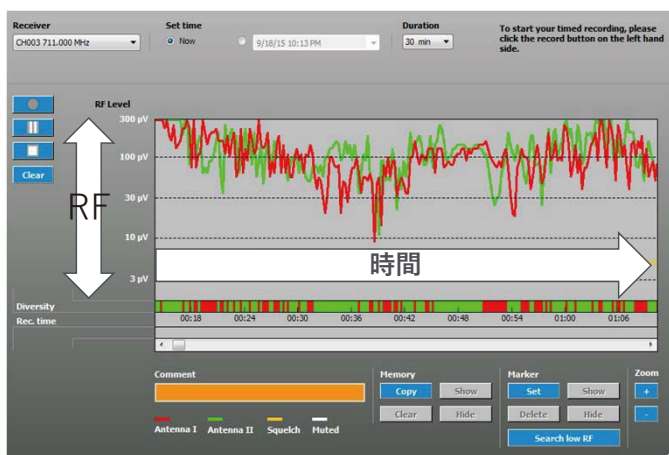 Receiver
CH003 711.000 MHz
Set time
Now
9/18/15 10:13 PM
Duration
30 min
To start your timed recording, please
click the record button on the left hand
side.
Clear
RF Level
300 µV
100 µV
30 µV
10 µV
3 µV
RF
時間
Diversity
Rec. time
00:18 00:24 00:30 00:36 00:42 00:48 00:54 01:00 01:06
Comment
Antenna I Antenna II Squelch Muted
Memory
Copy Show
Clear Hide
Marker
Set Show
Delete Hide
Search low RF
Zoom
+
-